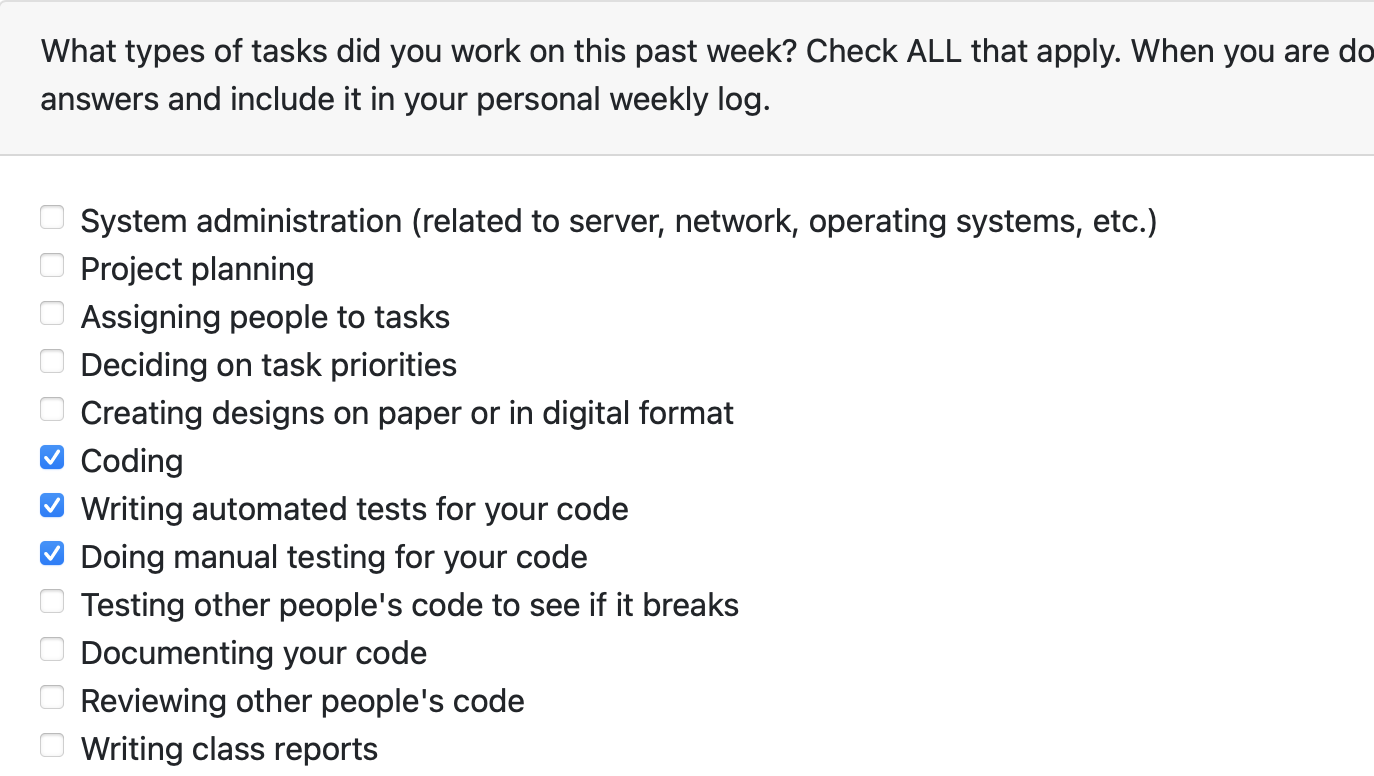 What types of tasks did you work on this past week? Check ALL that apply. When you are do
answers and include it in your personal weekly log.
System administration (related to server, network, operating systems, etc.)
Project planning
Assigning people to tasks
Deciding on task priorities
Creating designs on paper or in digital format
Coding
Writing automated tests for your code
Doing manual testing for your code
Testing other people's code to see if it breaks
Documenting your code
Reviewing other people's code
Writing class reports